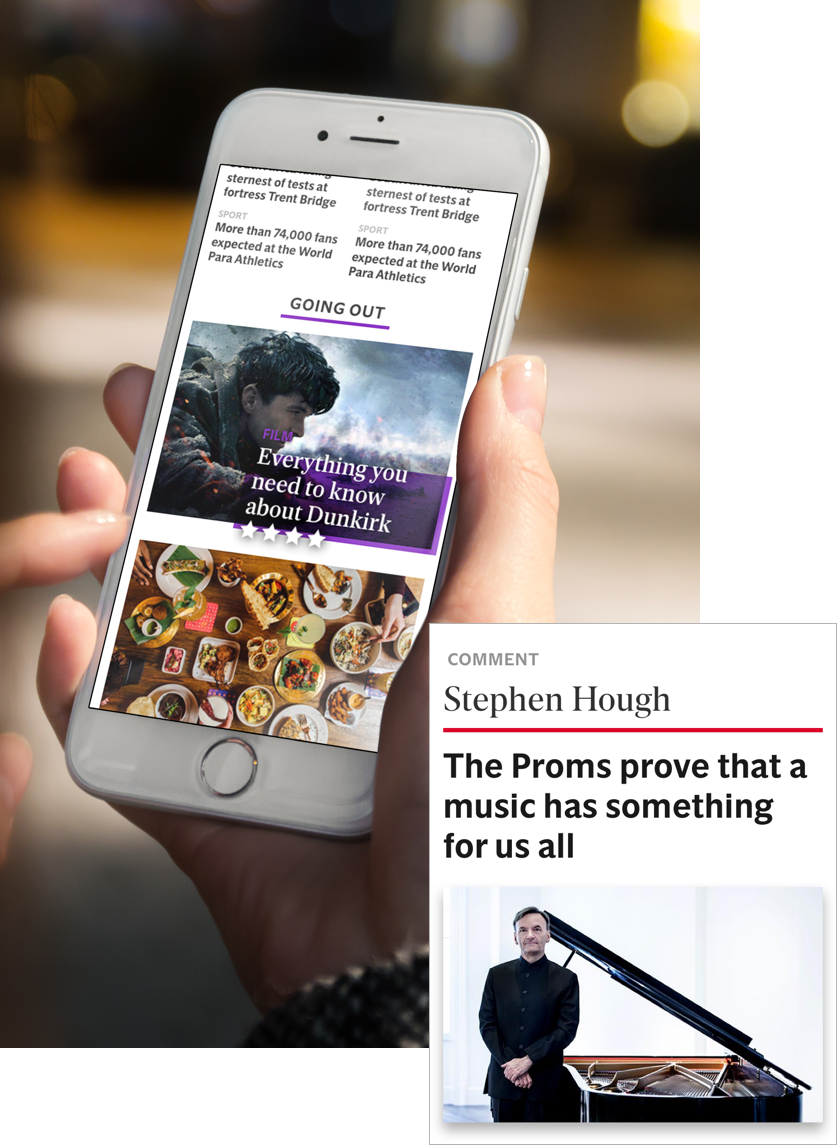 sternest of tests at
fortress Trent Bridge
SPORT
More than 74,000 fans
expected at the World
Para Athletics
sternest of tests at
fortress Trent Bridge
SPORT
More than 74,000 fans
expected at the World
Para Athletics
GOING OUT
FILM
Everything you
need to know
about Dunkirk
COMMENT
Stephen Hough
The Proms prove that a
music has something
for us all